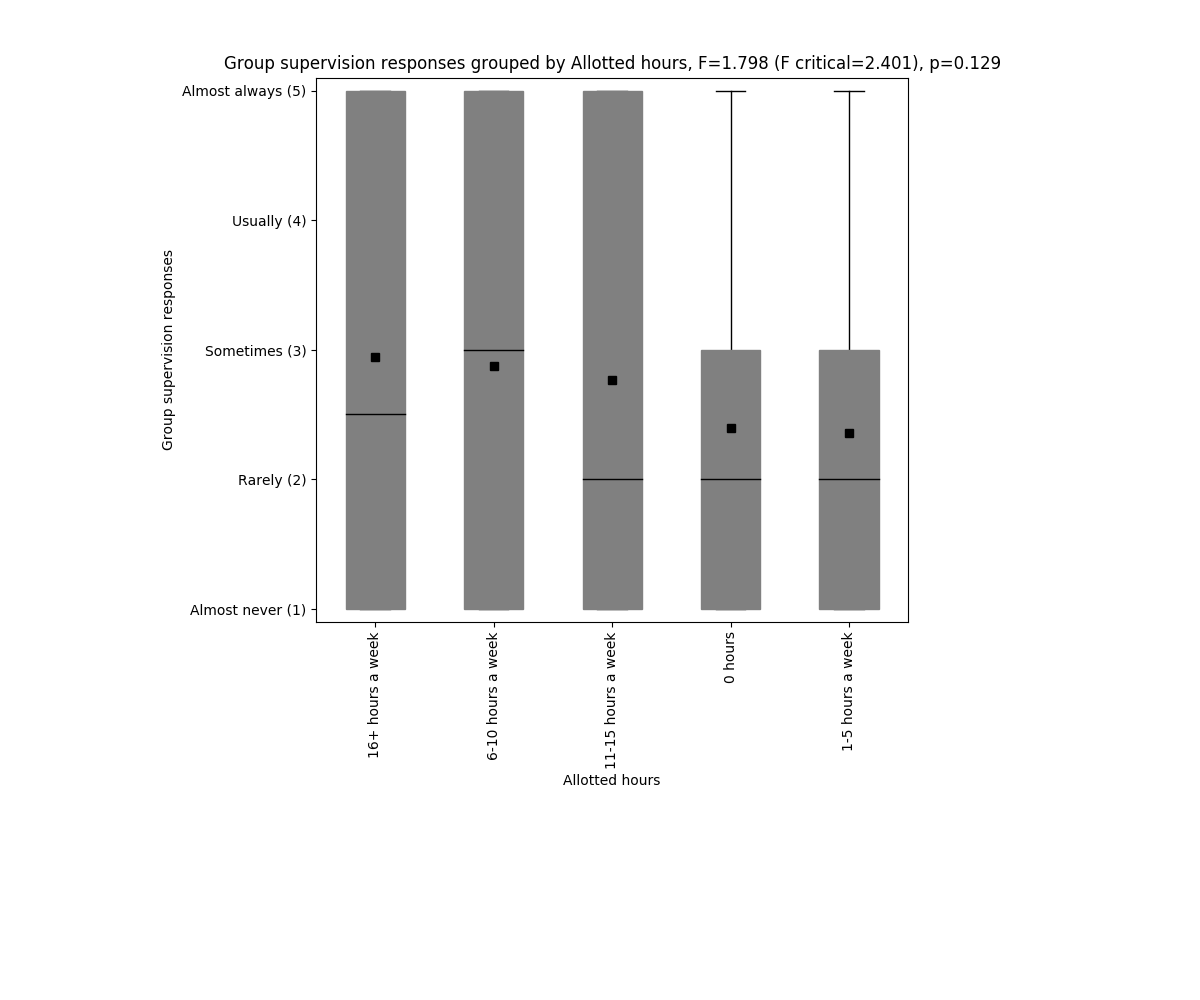 Group supervision responses grouped by Allotted hours, F=1.798 (F critical=2.401), p=0.129
Almost always (5)
Usually (4)
Sometimes (3)
Rarely (2)
Almost never (1)
Group supervision responses
16+ hours a week
6-10 hours a week
11-15 hours a week
0 hours
1-5 hours a week
Allotted hours